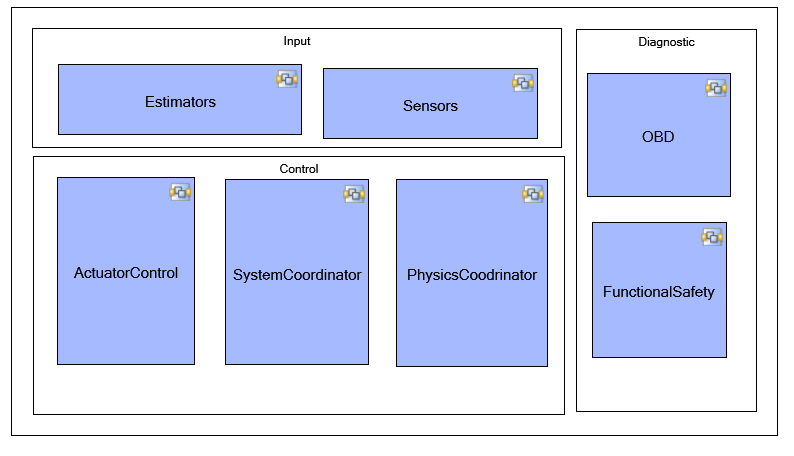 Input
Estimators
Sensors
Control
ActuatorControl
SystemCoordinator
PhysicsCoodrinator
Diagnostic
OBD
FunctionalSafety